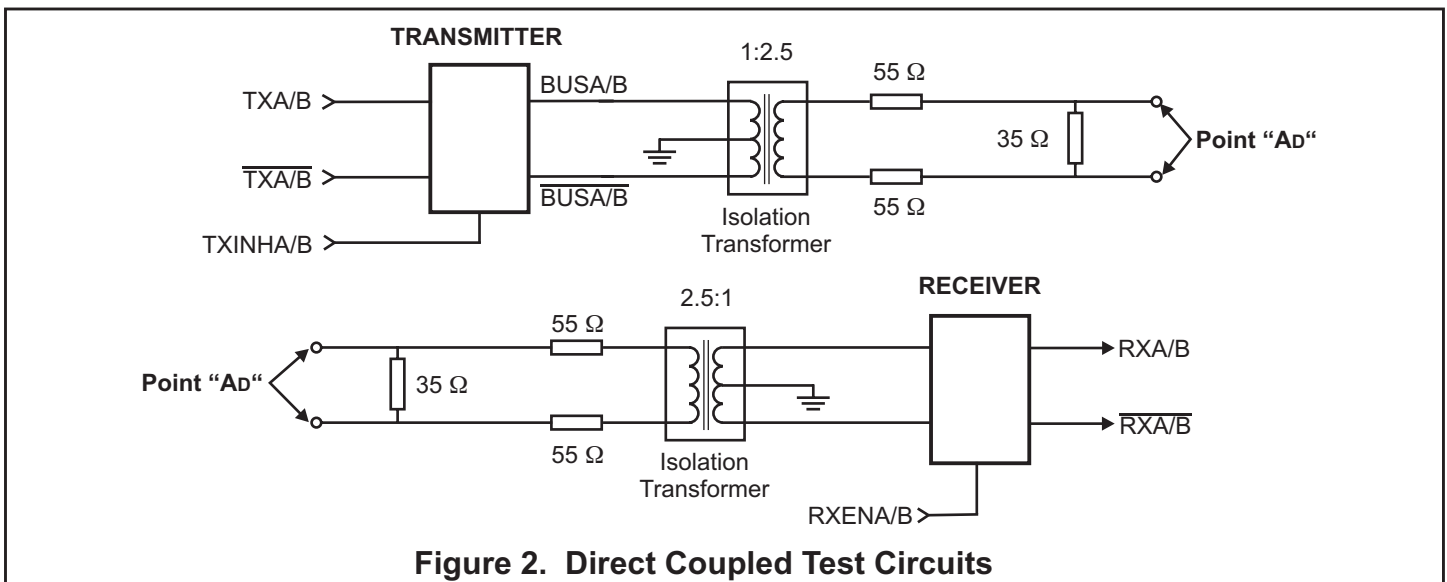 TRANSMITTER
1:2.5
TXA/B
BUSA/B
55 Ω
35 Ω
Point “AD“
TXA/B
BUSA/B
55 Ω
Isolation
Transformer
TXINHA/B
RECEIVER
2.5:1
55 Ω
RXA/B
Point “AD“
35 Ω
RXA/B
55 Ω
Isolation
Transformer
RXENA/B
Figure 2. Direct Coupled Test Circuits